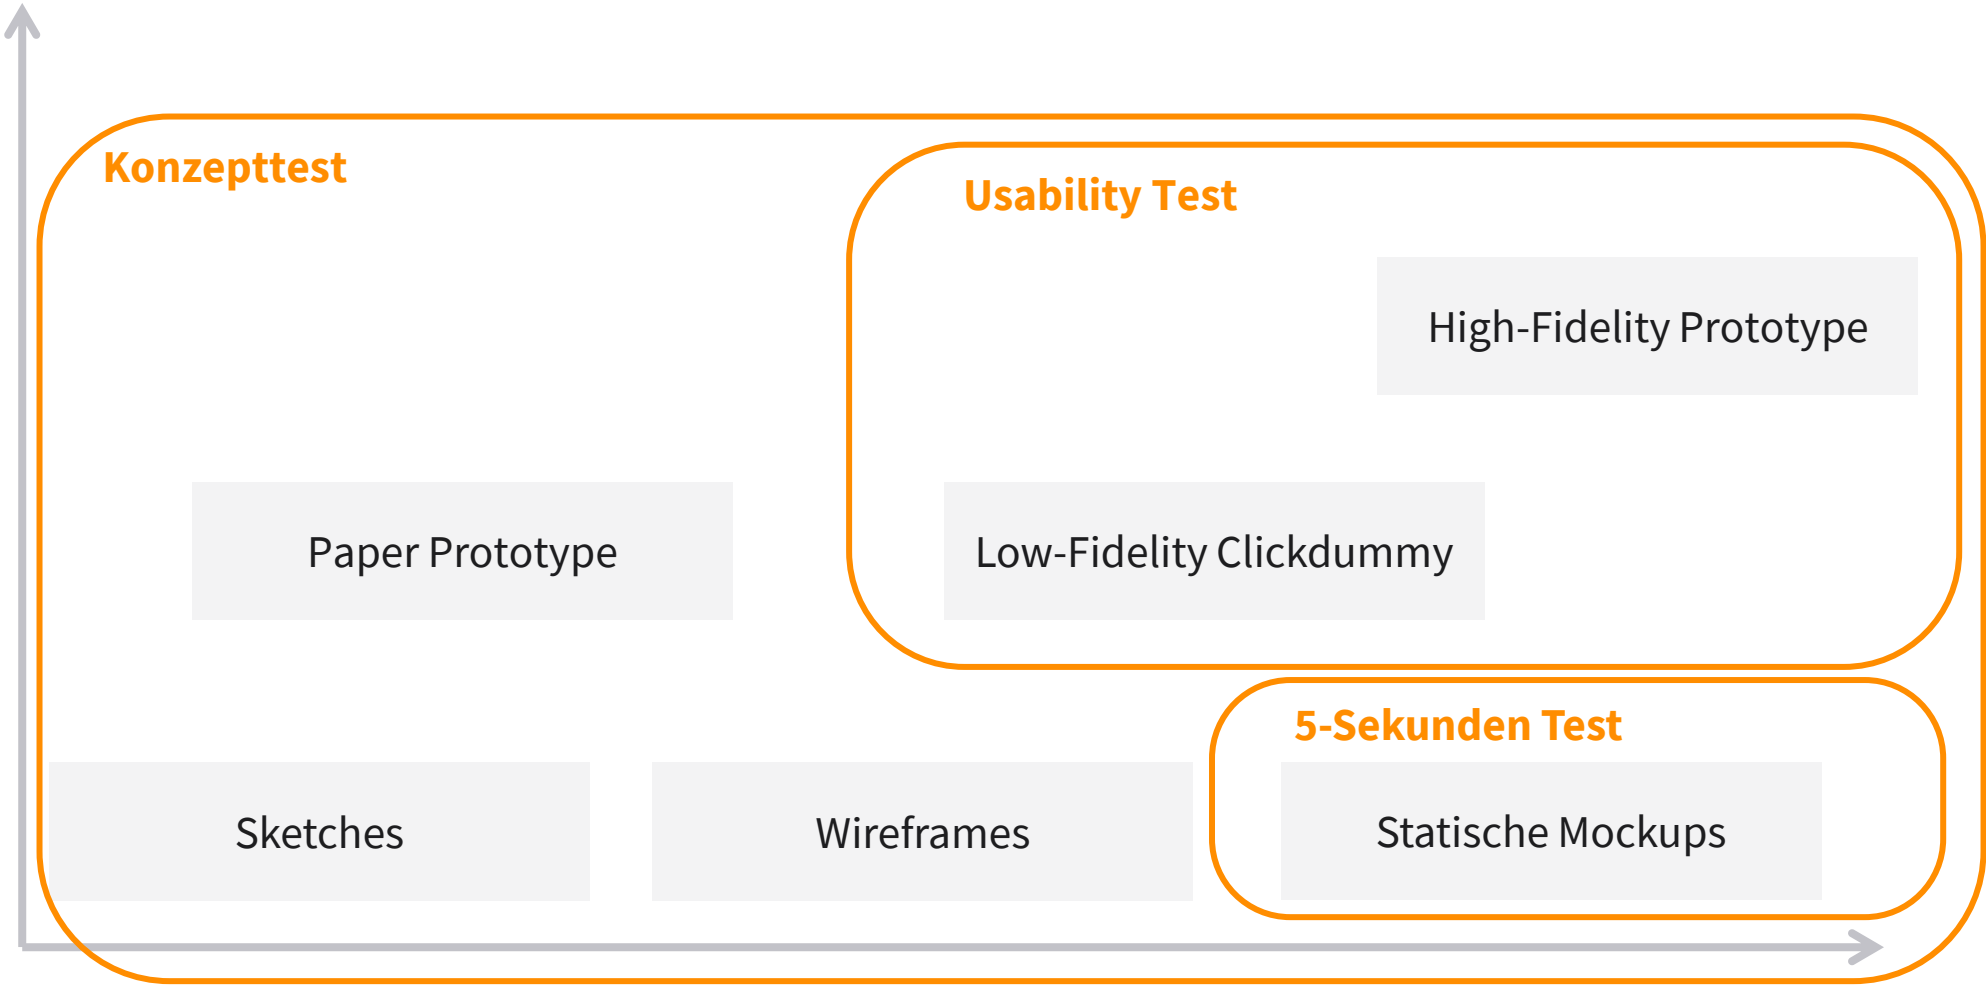 Konzepttest
Usability Test
High-Fidelity Prototype
Paper Prototype
Low-Fidelity Clickdummy
5-Sekunden Test
Sketches
Wireframes
Statische Mockups